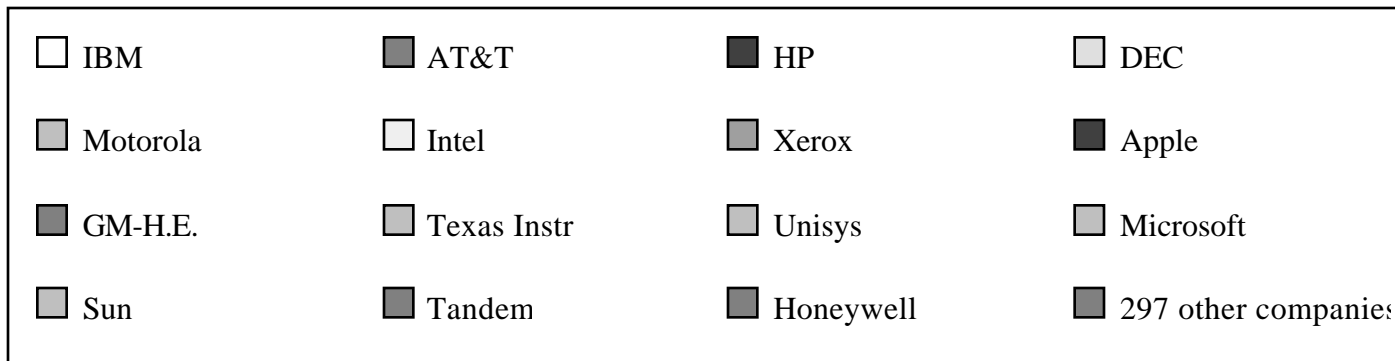 IBM AT&T HP DEC
Motorola Intel Xerox Apple
GM-H.E. Texas Instr Unisys Microsoft
Sun Tandem Honeywell 297 other companies